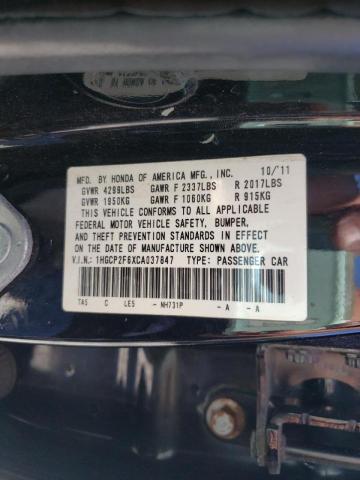 MFD. BY HONDA OF AMERICA MFG., INC. 10/11
GVWR 4299LBS GAWR F 2337LBS R 2017LBS
GVWR 1950KG GAWR F 1060KG R 915KG
THIS VEHICLE CONFORMS TO ALL APPLICABLE
FEDERAL MOTOR VEHICLE SAFETY, BUMPER,
AND THEFT PREVENTION STANDARDS IN EFFECT
ON THE DATE OF MANUFACTURE SHOWN ABOVE.
V.I.N.: 1HGCP2F6XCA037847 TYPE: PASSENGER CAR
TA5 C LE5 - NH731P - A - A